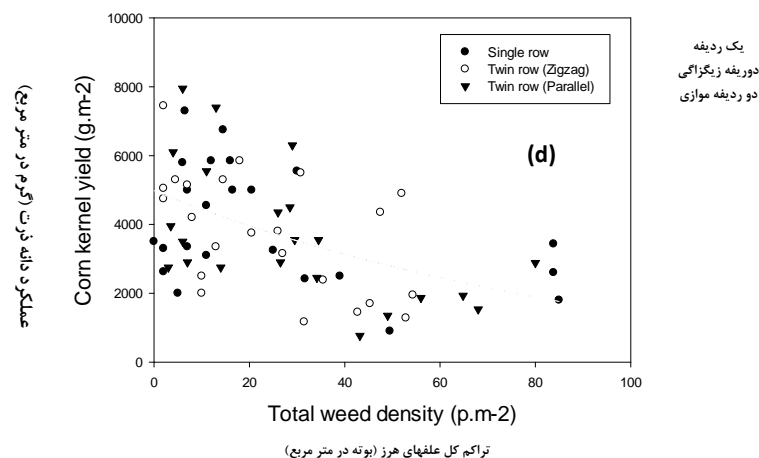 10000
8000
6000
4000
2000
0
0 20 40 60 80 100
Corn kernel yield (g.m-2)
Total weed density (p.m-2)
Single row
Twin row (Zigzag)
Twin row (Parallel)
(d)
یک ردیفه
دوریفه زیگزاگی
دو ردیفه موازی
عملکرد دانه ذرت (گرم در متر مربع)
تراکم کل علفهای هرز (بوته در متر مربع)